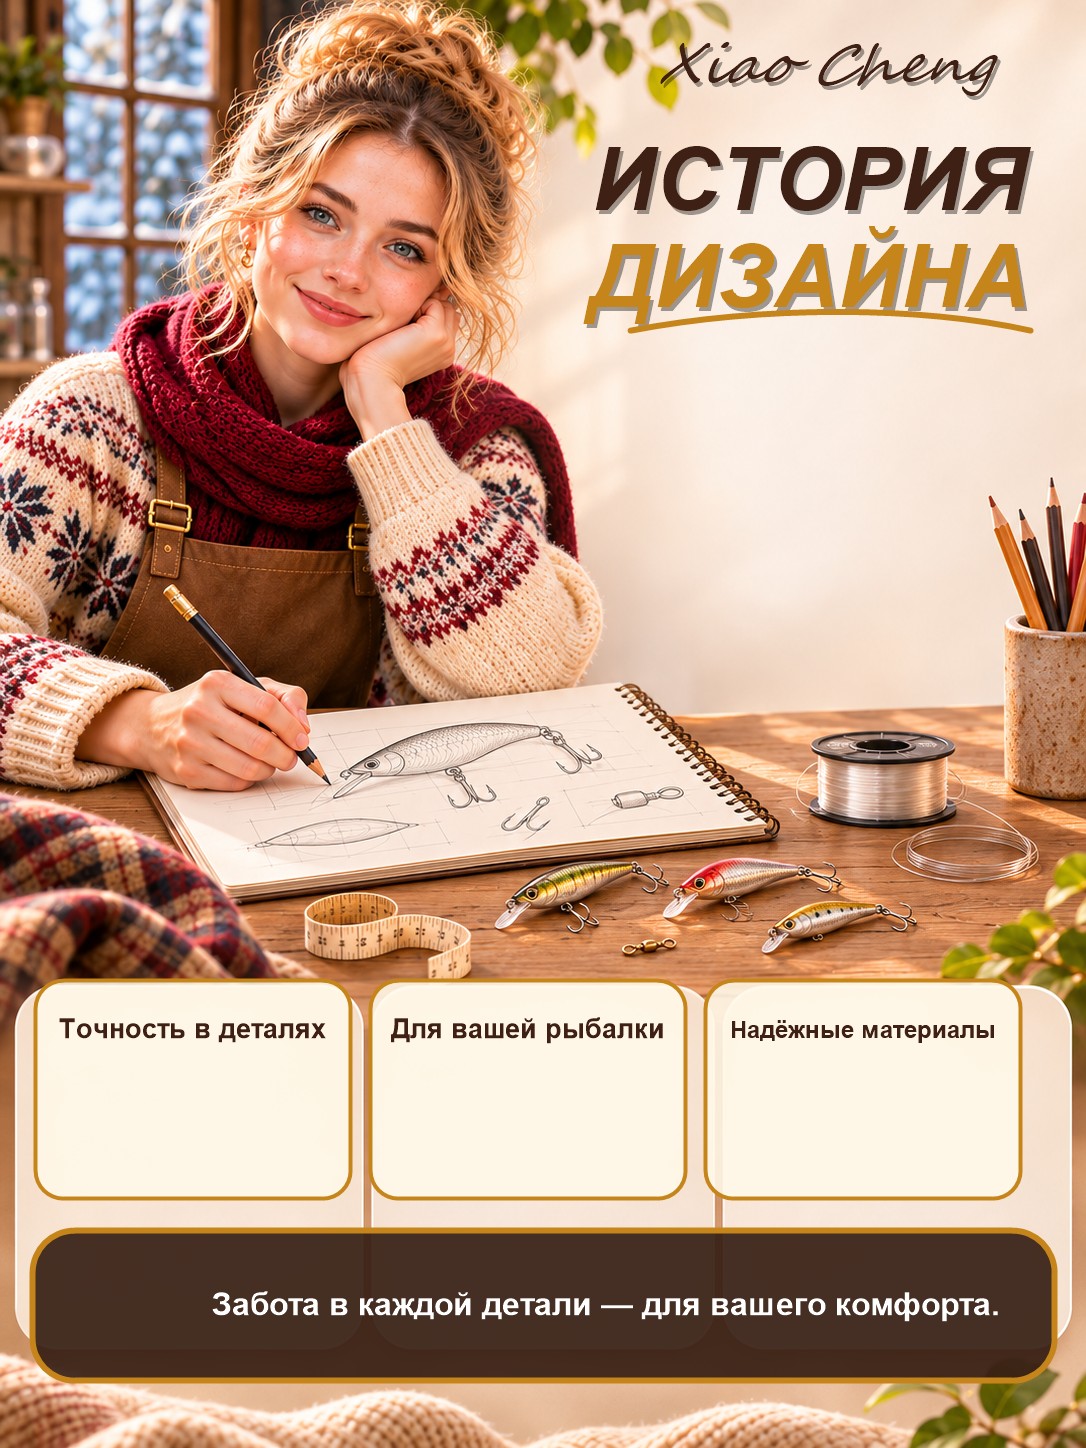 Xiao Cheng
ИСТОРИЯ
ДИЗАЙНА
Точность в деталях
Для вашей рыбалки
Надёжные материалы
Забота в каждой детали — для вашего комфорта.